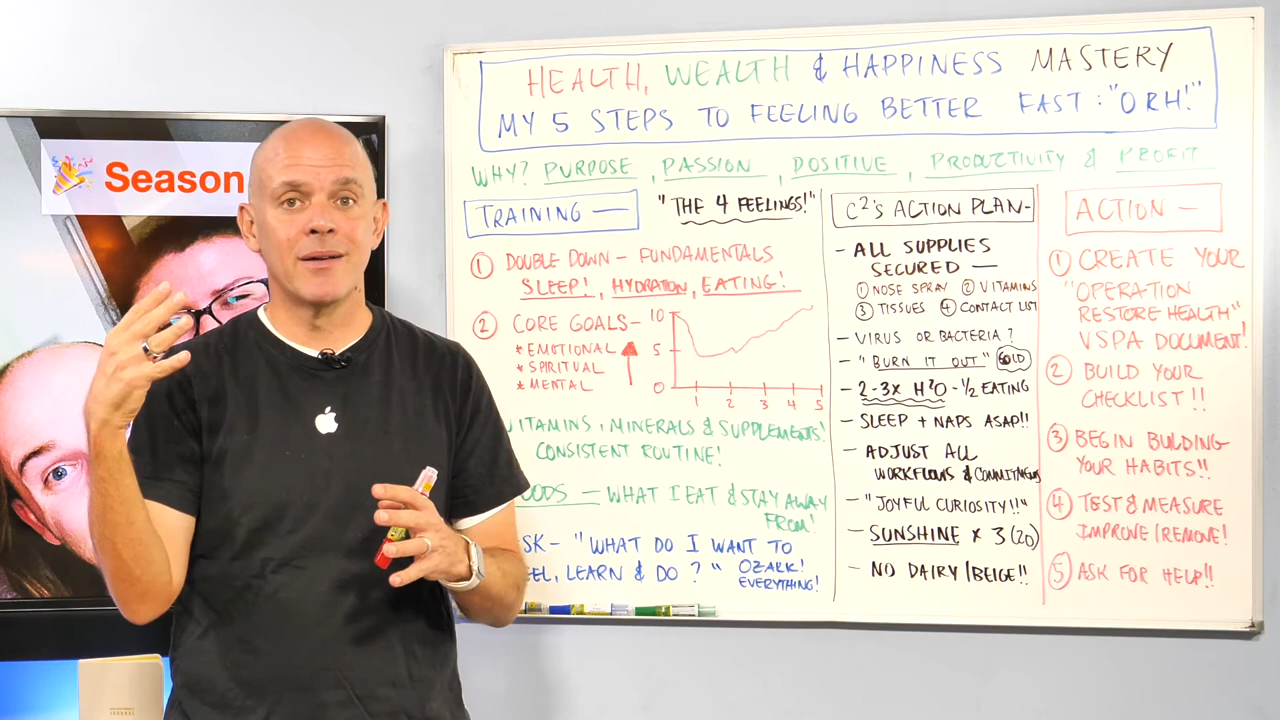 Season
HEALTH, WEALTH & HAPPINESS MASTERY
MY 5 STEPS TO FEELING BETTER FAST: "ORH!"
WHY? PURPOSE, PASSION, POSITIVE, PRODUCTIVITY & PROFIT
TRAINING —
"THE 4 FEELINGS!"
① DOUBLE DOWN - FUNDAMENTALS
SLEEP!, HYDRATION, EATING!
② CORE GOALS-
* EMOTIONAL
* SPIRITUAL
* MENTAL
10
5
0
1 2 3 4 5
VITAMINS, MINERALS & SUPPLEMENTS!
CONSISTENT ROUTINE!
OODS — WHAT I EAT & STAY AWAY
FROM!
SK- "WHAT DO I WANT TO
EEL, LEARN & DO?" OZARK!
EVERYTHING!
C²'S ACTION PLAN-
- ALL SUPPLIES
SECURED —
① NOSE SPRAY ② VITAMINS
③ TISSUES ④ CONTACT LIST
- VIRUS OR BACTERIA?
- "BURN IT OUT" GOLD
- 2-3X H²O - ½ EATING
- SLEEP + NAPS ASAP!!
- ADJUST ALL
WORKFLOWS & COMMITMENTS
- "JOYFUL CURIOSITY!!"
- SUNSHINE X 3 (20)
- NO DAIRY/BEIGE!!
ACTION —
① CREATE YOUR
"OPERATION
RESTORE HEALTH"
VSPA DOCUMENT!
② BUILD YOUR
CHECKLIST!!
③ BEGIN BUILDING
YOUR HABITS!!
④ TEST & MEASURE
IMPROVE/REMOVE!
⑤ ASK FOR HELP!!
JOURNAL